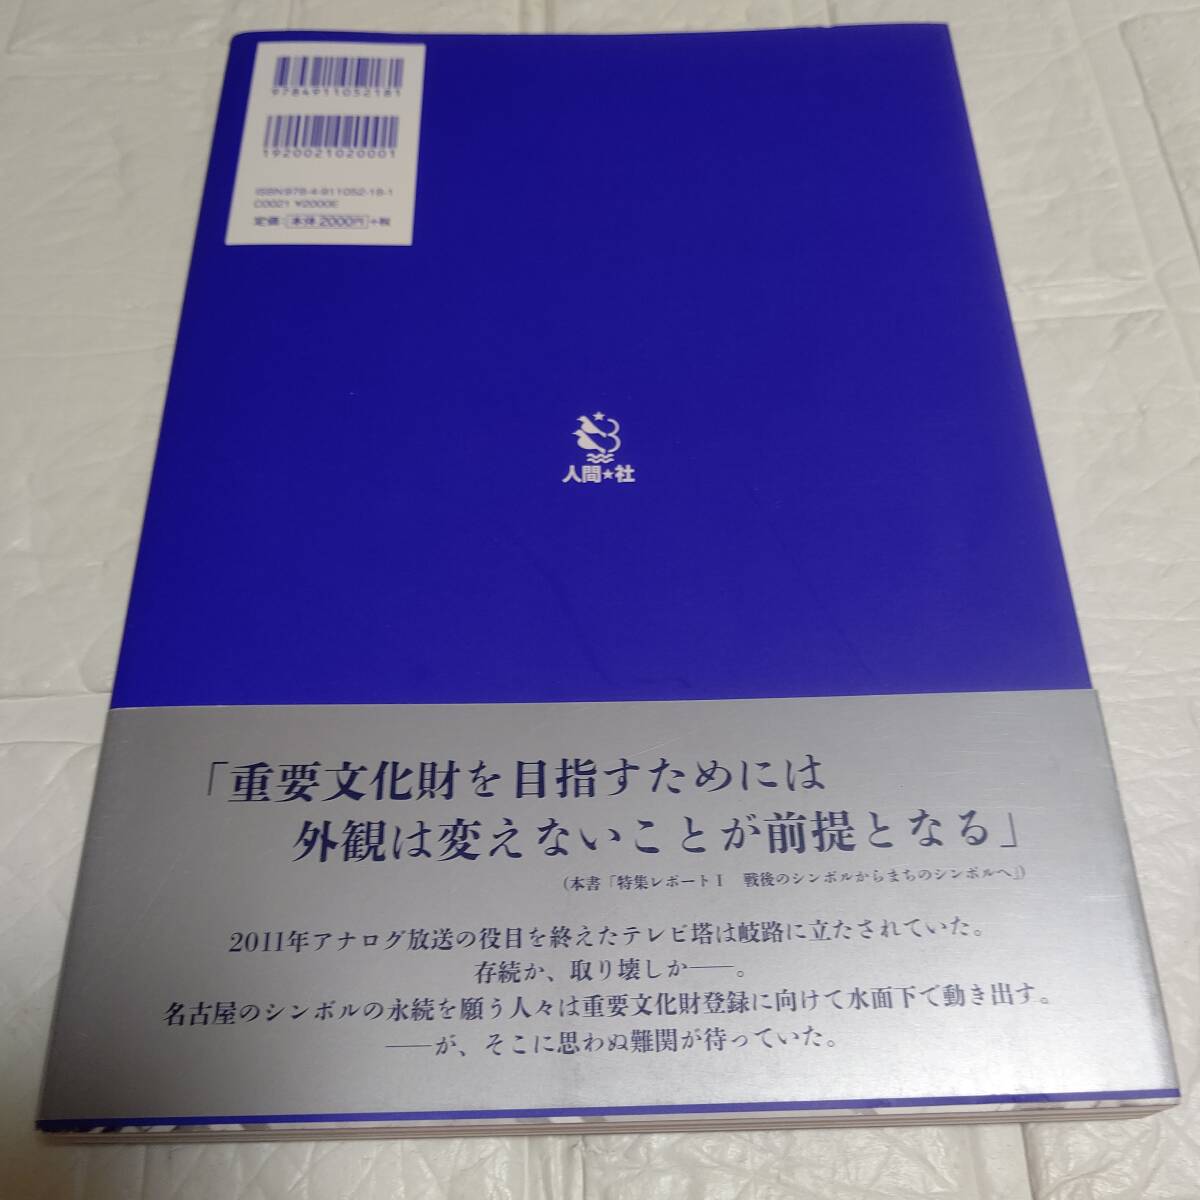 9784911052181
1920021020001
ISBN978-4-911052-18-1
C0021 ¥2000E
定価: 本体 2000円 +税
人間★社
「重要文化財を目指すためには
外観は変えないことが前提となる」
(本書「特集レポートⅠ 戦後のシンボルからまちのシンボルへ」)
2011年アナログ放送の役目を終えたテレビ塔は岐路に立たされていた。
存続か、取り壊しか――。
名古屋のシンボルの永続を願う人々は重要文化財登録に向けて水面下で動き出す。
――が、そこに思わぬ難関が待っていた。